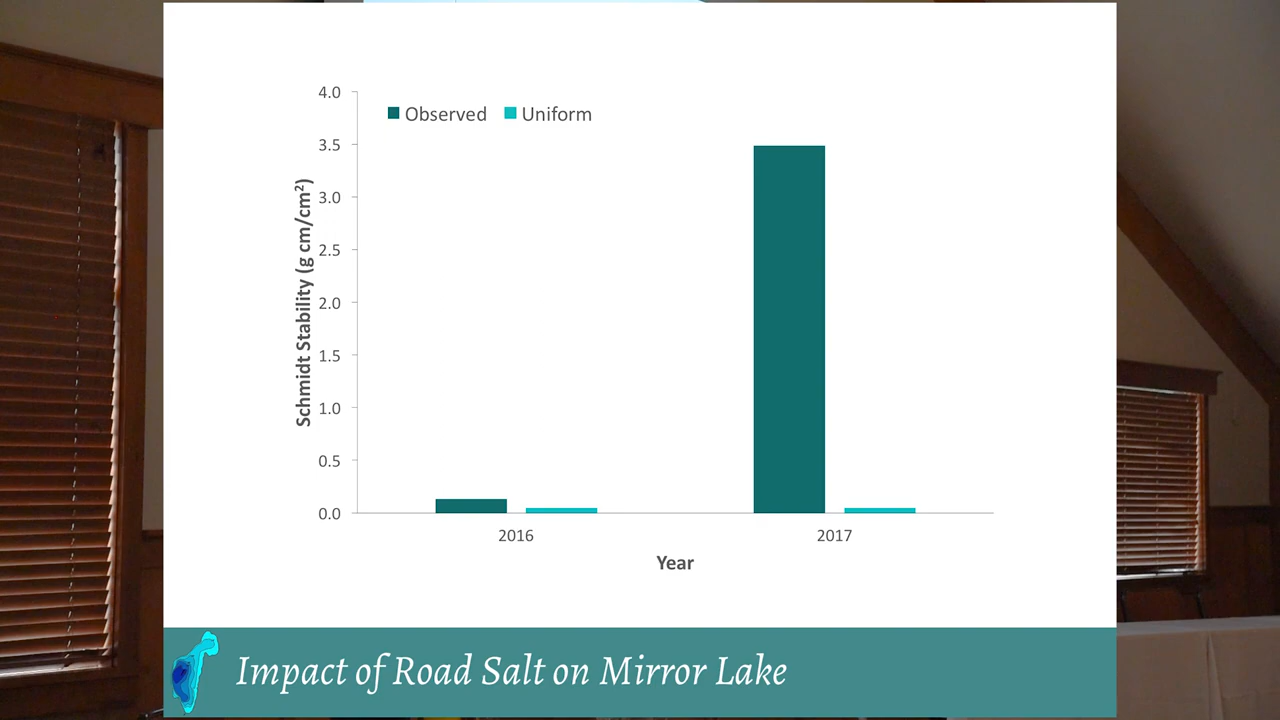 4.0
Observed Uniform
3.5
3.0
2.5
2.0
1.5
1.0
0.5
0.0
Schmidt Stability (g cm/cm²)
2016 2017
Year
Impact of Road Salt on Mirror Lake